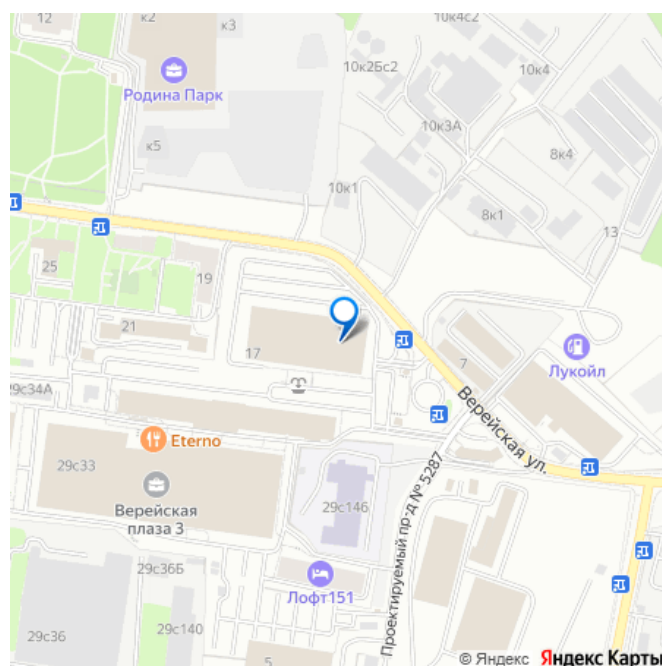 12
к2
к3
10к4с2
10к2Бс2
10к4
Родина Парк
10к3А
8к4
к5
10к1
8к1
13
25
19
21
17
7
Лукойл
29с34А
Верейская ул.
Eterno
29с33
Верейская
плаза 3
29с146
Проектируемый пр-д № 5287
29с36Б
Лофт151
29с36
29с140
5
© Яндекс Яндекс Карты